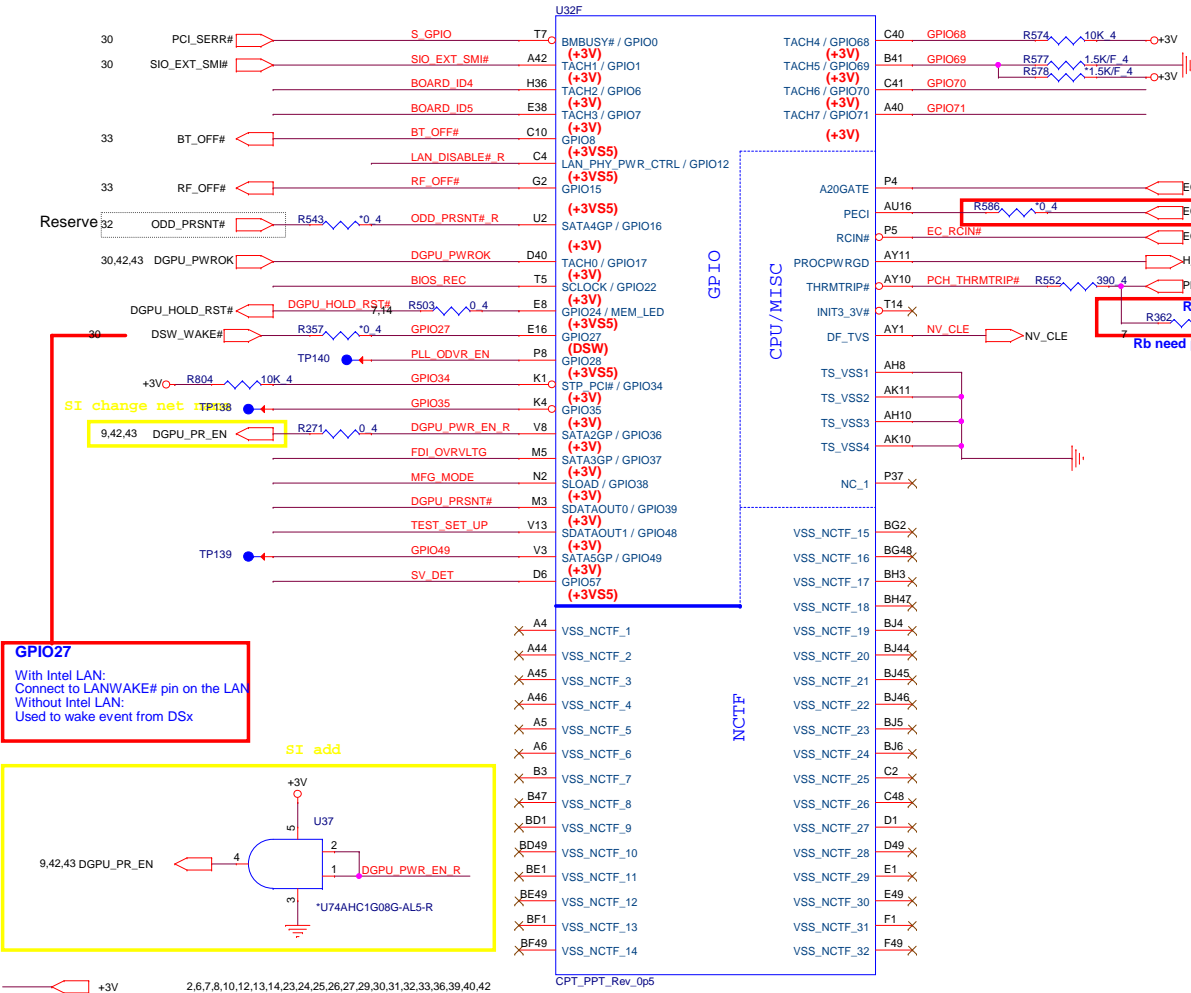 U32F
30 PCI_SERR# S_GPIO T7 BMBUSY# / GPIO0
(+3V)
30 SIO_EXT_SMI# SIO_EXT_SMI# A42 TACH1 / GPIO1
(+3V)
BOARD_ID4 H36 TACH2 / GPIO6
(+3V)
BOARD_ID5 E38 TACH3 / GPIO7
(+3V)
33 BT_OFF# BT_OFF# C10 GPIO8
(+3VS5)
LAN_DISABLE#_R C4 LAN_PHY_PWR_CTRL / GPIO12
(+3VS5)
33 RF_OFF# RF_OFF# G2 GPIO15
(+3VS5)
Reserve 32 ODD_PRSNT# R543 *0_4 ODD_PRSNT#_R U2 SATA4GP / GPIO16
(+3V)
30,42,43 DGPU_PWROK DGPU_PWROK D40 TACH0 / GPIO17
(+3V)
BIOS_REC T5 SCLOCK / GPIO22
(+3V)
DGPU_HOLD_RST# DGPU_HOLD_RST# 7,14 R503 0_4 E8 GPIO24 / MEM_LED
(+3VS5)
30 DSW_WAKE# R357 *0_4 GPIO27 E16 GPIO27
(DSW)
TP140 PLL_ODVR_EN P8 GPIO28
(+3VS5)
+3V R804 10K_4 GPIO34 K1 STP_PCI# / GPIO34
(+3V)
SI change net
TP138 GPIO35 K4 GPIO35
(+3V)
9,42,43 DGPU_PR_EN R271 0_4 DGPU_PWR_EN_R V8 SATA2GP / GPIO36
(+3V)
FDI_OVRVLTG M5 SATA3GP / GPIO37
(+3V)
MFG_MODE N2 SLOAD / GPIO38
(+3V)
DGPU_PRSNT# M3 SDATAOUT0 / GPIO39
(+3V)
TEST_SET_UP V13 SDATAOUT1 / GPIO48
(+3V)
TP139 GPIO49 V3 SATA5GP / GPIO49
(+3V)
SV_DET D6 GPIO57
(+3VS5)
TACH4 / GPIO68 C40 GPIO68 R574 10K_4 +3V
(+3V)
TACH5 / GPIO69 B41 GPIO69 R577 1.5K/F_4
R578 *1.5K/F_4 +3V
(+3V)
TACH6 / GPIO70 C41 GPIO70
(+3V)
TACH7 / GPIO71 A40 GPIO71
(+3V)
GPIO
CPU/MISC
A20GATE P4
PECI AU16 R586 *0_4
RCIN# P5 EC_RCIN#
PROCPWRGD AY11
THRMTRIP# AY10 PCH_THRMTRIP# R552 390_4
INIT3_3V# T14
R362
DF_TVS AY1 NV_CLE NV_CLE 7
Rb need
TS_VSS1 AH8
TS_VSS2 AK11
TS_VSS3 AH10
TS_VSS4 AK10
NC_1 P37
NCTF
A4 VSS_NCTF_1
A44 VSS_NCTF_2
A45 VSS_NCTF_3
A46 VSS_NCTF_4
A5 VSS_NCTF_5
A6 VSS_NCTF_6
B3 VSS_NCTF_7
B47 VSS_NCTF_8
BD1 VSS_NCTF_9
BD49 VSS_NCTF_10
BE1 VSS_NCTF_11
BE49 VSS_NCTF_12
BF1 VSS_NCTF_13
BF49 VSS_NCTF_14
VSS_NCTF_15 BG2
VSS_NCTF_16 BG48
VSS_NCTF_17 BH3
VSS_NCTF_18 BH47
VSS_NCTF_19 BJ4
VSS_NCTF_20 BJ44
VSS_NCTF_21 BJ45
VSS_NCTF_22 BJ46
VSS_NCTF_23 BJ5
VSS_NCTF_24 BJ6
VSS_NCTF_25 C2
VSS_NCTF_26 C48
VSS_NCTF_27 D1
VSS_NCTF_28 D49
VSS_NCTF_29 E1
VSS_NCTF_30 E49
VSS_NCTF_31 F1
VSS_NCTF_32 F49
CPT_PPT_Rev_0p5
GPIO27
With Intel LAN:
Connect to LANWAKE# pin on the LAN
Without Intel LAN:
Used to wake event from DSx
SI add
+3V
5 U37
9,42,43 DGPU_PR_EN 4 2
1 DGPU_PWR_EN_R
3 *U74AHC1G08G-AL5-R
+3V 2,6,7,8,10,12,13,14,23,24,25,26,27,29,30,31,32,33,36,39,40,42